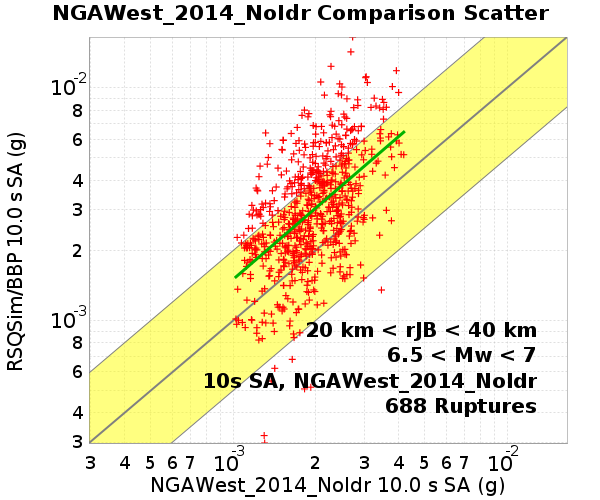 NGAWest_2014_NoIdr Comparison Scatter
RSQSim/BBP 10.0 s SA (g)
10-2
8
6
4
3
2
10-3
8
6
4
3
20 km < rJB < 40 km
6.5 < Mw < 7
10s SA, NGAWest_2014_NoIdr
688 Ruptures
3 4 5 6 7 10-3 2 3 4 5 6 7 10-2
NGAWest_2014_NoIdr 10.0 s SA (g)